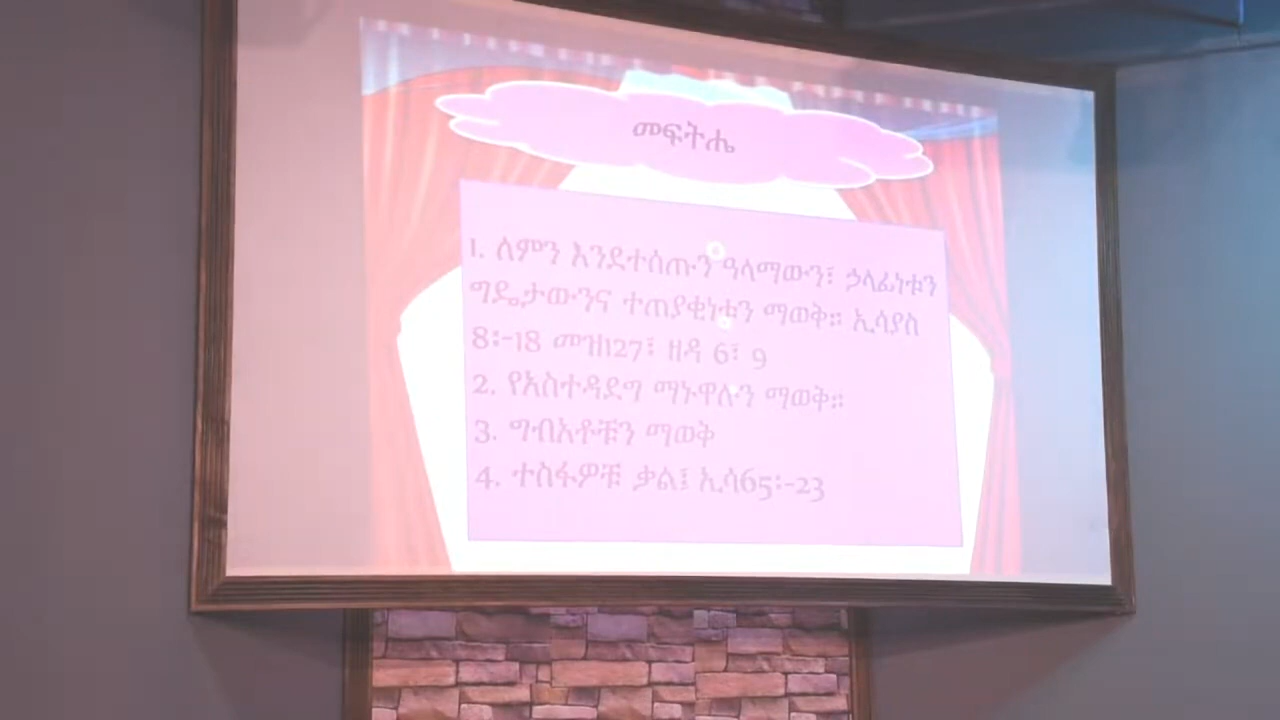 መፍትሔ
1. ለምን እንደተሰጡን ዓላማውን፣ ኃላፊነቱን
ግዴታውንና ተጠያቂነቱን ማወቅ። ኢሳያስ
8፡-18 መዝ127፣ ዘዳ 6፣ 9
2. የአስተዳደግ ማኑዋሉን ማወቅ።
3. ግብአቶቹን ማወቅ
4. ተስፋዎቹ ቃል፤ ኢሳ65፡-23